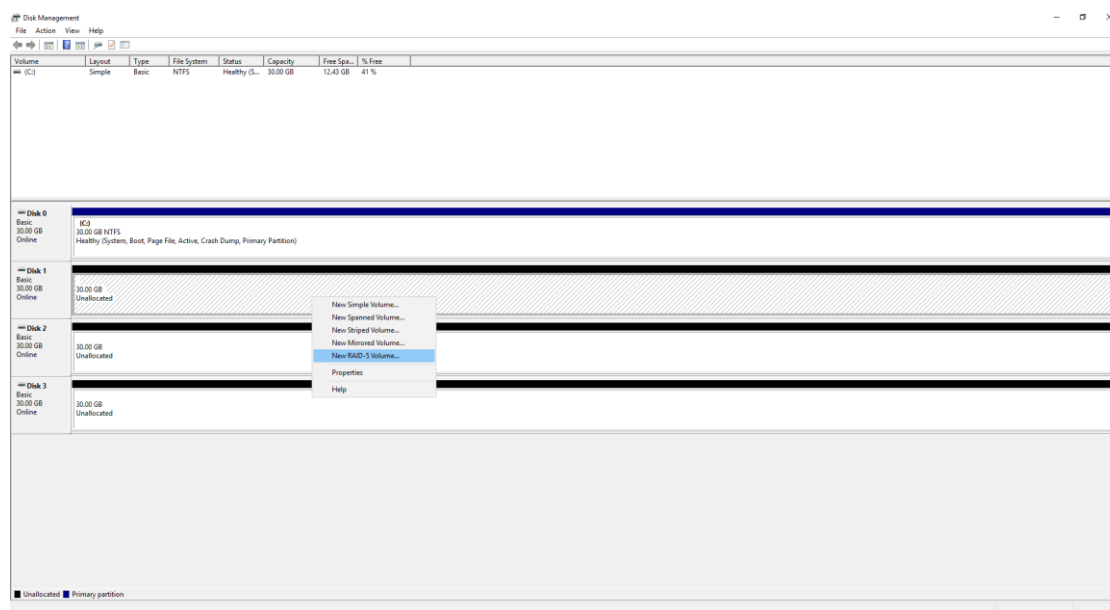 Disk Management
File Action View Help
Volume Layout Type File System Status Capacity Free Spa... % Free
(C:) Simple Basic NTFS Healthy (S... 30.00 GB 12.43 GB 41 %
Disk 0
Basic
30.00 GB
Online
(C:)
30.00 GB NTFS
Healthy (System, Boot, Page File, Active, Crash Dump, Primary Partition)
Disk 1
Basic
30.00 GB
Online
30.00 GB
Unallocated
New Simple Volume...
New Spanned Volume...
New Striped Volume...
New Mirrored Volume...
New RAID-5 Volume...
Properties
Help
Disk 2
Basic
30.00 GB
Online
30.00 GB
Unallocated
Disk 3
Basic
30.00 GB
Online
30.00 GB
Unallocated
Unallocated Primary partition